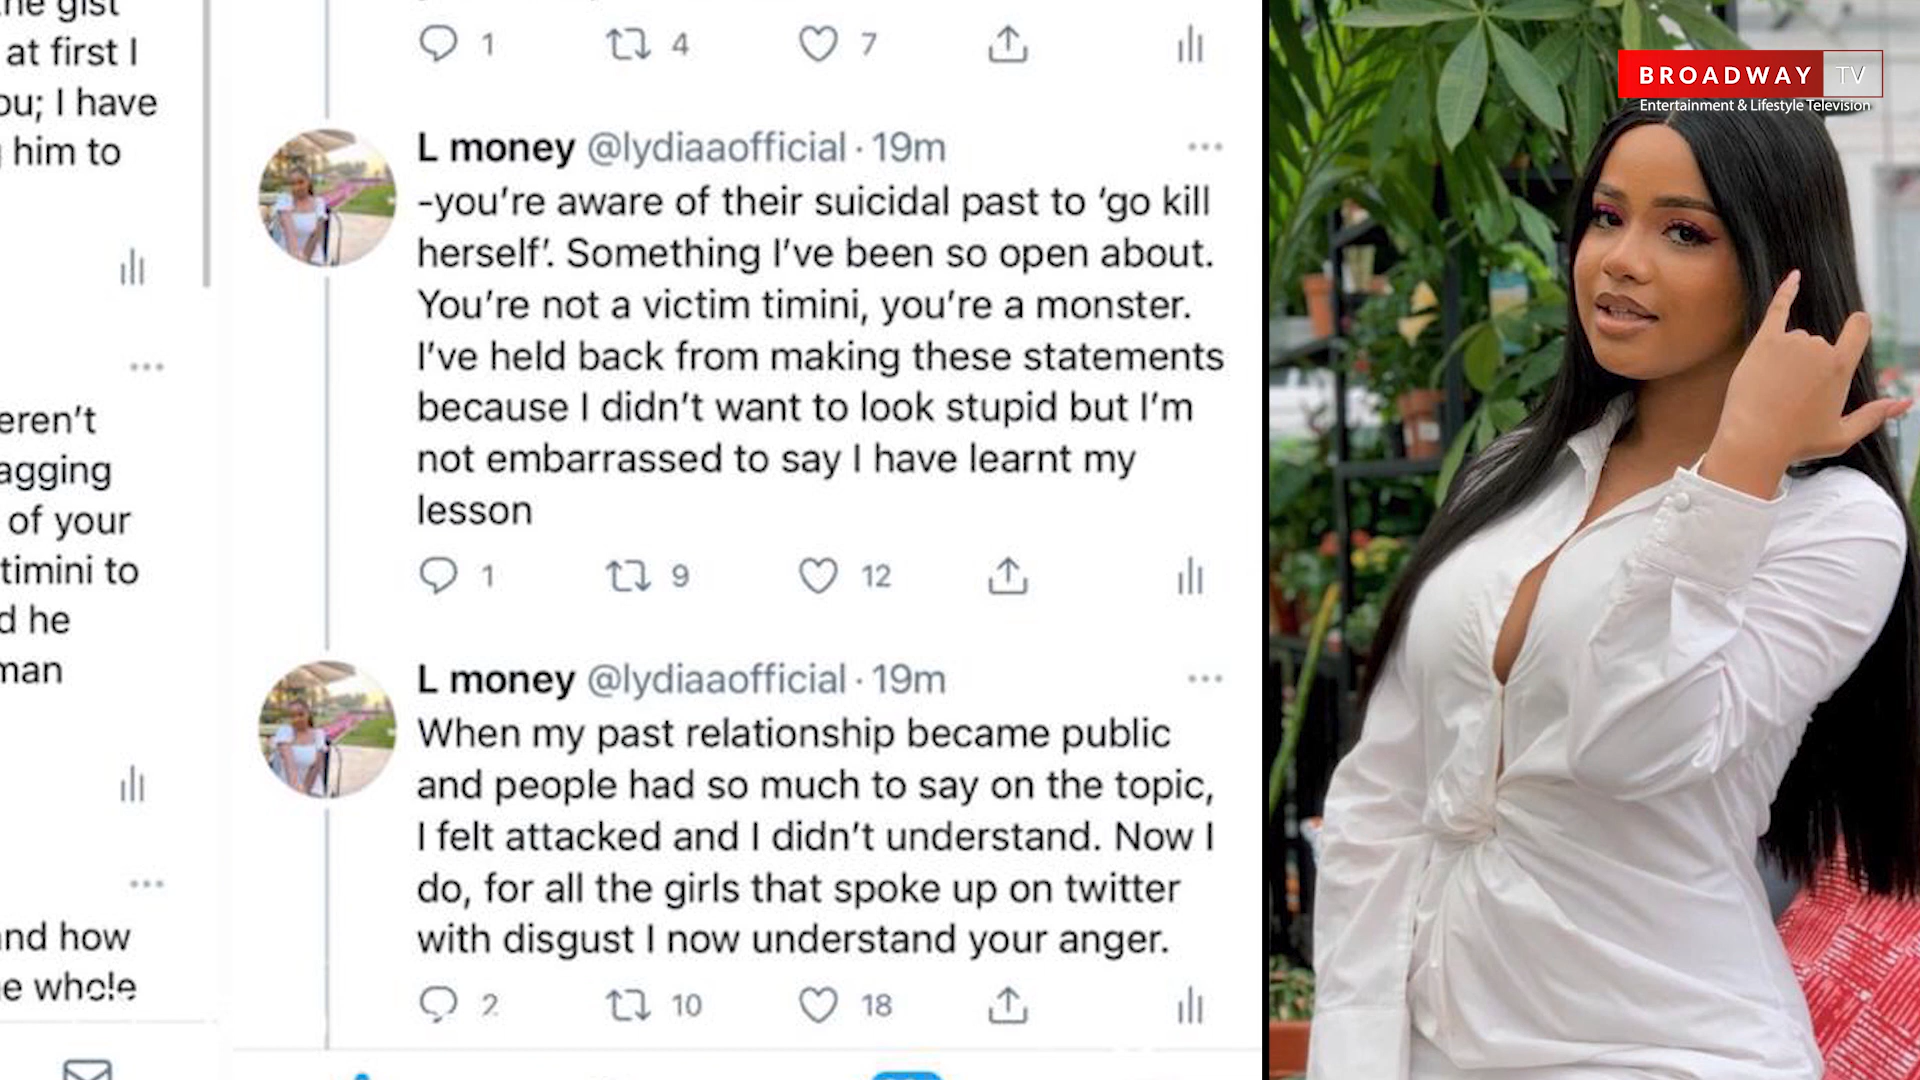 the gist
at first I
ou; I have
him to
eren't
agging
of your
timini to
d he
man
and how
e whole
1 4 7
L money @lydiaaofficial · 19m
-you're aware of their suicidal past to 'go kill
herself'. Something I've been so open about.
You're not a victim timini, you're a monster.
I've held back from making these statements
because I didn't want to look stupid but I'm
not embarrassed to say I have learnt my
lesson
1 9 12
L money @lydiaaofficial · 19m
When my past relationship became public
and people had so much to say on the topic,
I felt attacked and I didn't understand. Now I
do, for all the girls that spoke up on twitter
with disgust I now understand your anger.
2 10 18
BROADWAY TV
Entertainment & Lifestyle Television